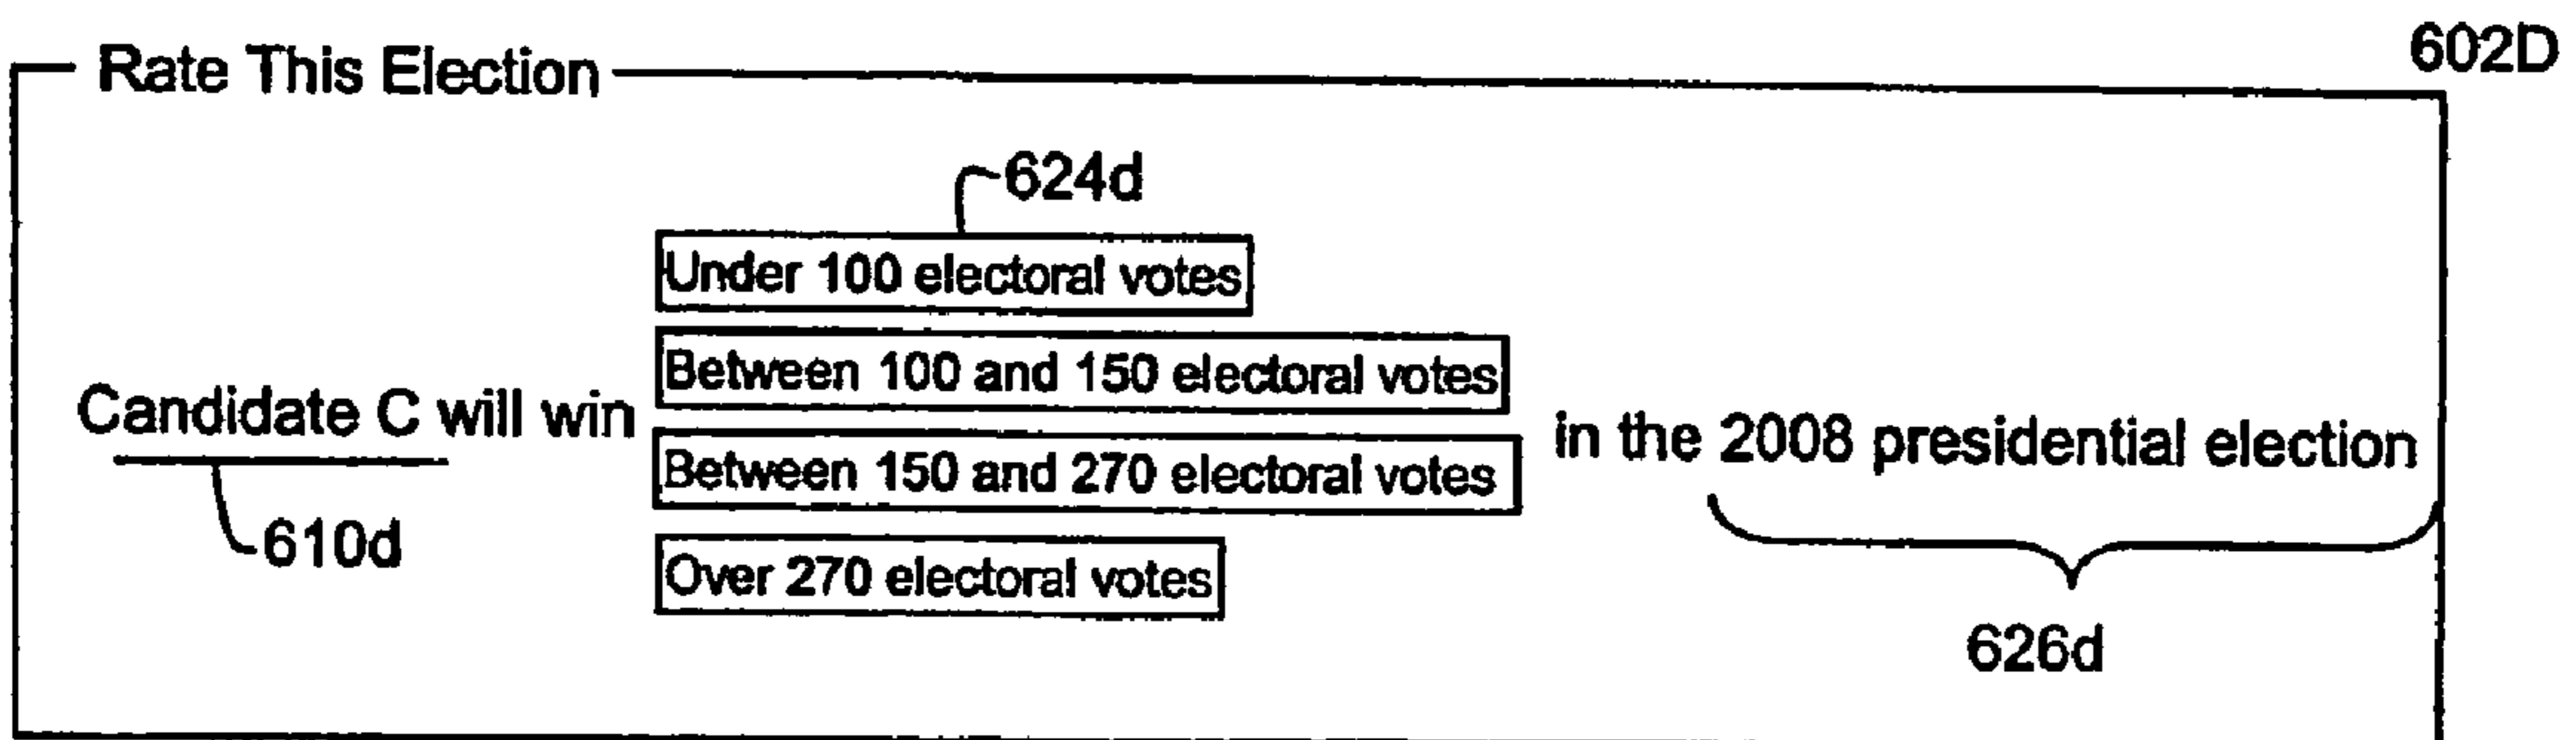 602D
Rate This Election
624d
Under 100 electoral votes
Between 100 and 150 electoral votes
Candidate C will win
Between 150 and 270 electoral votes
in the 2008 presidential election
610d
Over 270 electoral votes
626d